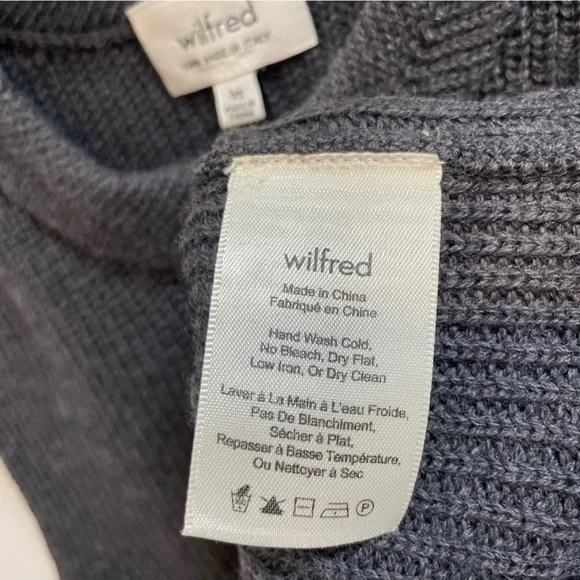 wilfred
wilfred
Made in China
Fabriqué en Chine
Hand Wash Cold,
No Bleach, Dry Flat,
Low Iron, Or Dry Clean
Laver à La Main à L'eau Froide,
Pas De Blanchiment,
Sécher à Plat,
Repasser à Basse Température,
Ou Nettoyer à Sec
P